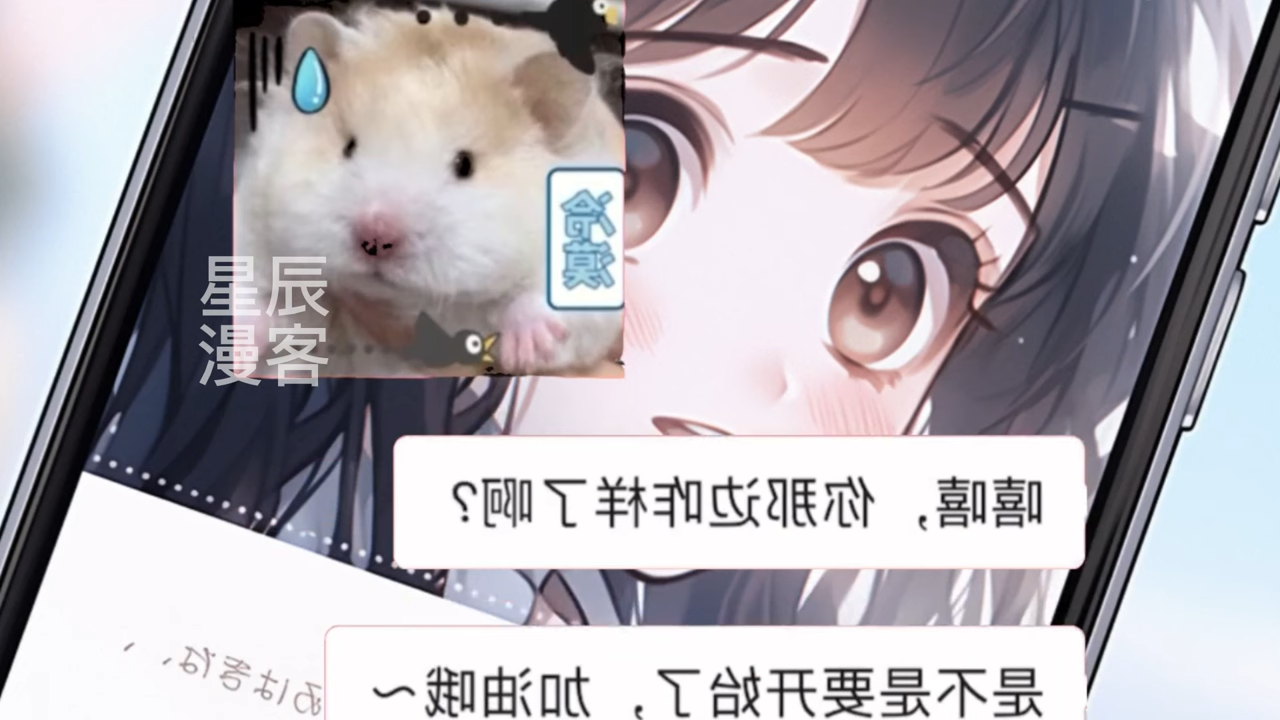 冷漠
星辰
漫客
嘻嘻，你那边咋样了啊？
是不是要开始了，加油哦～